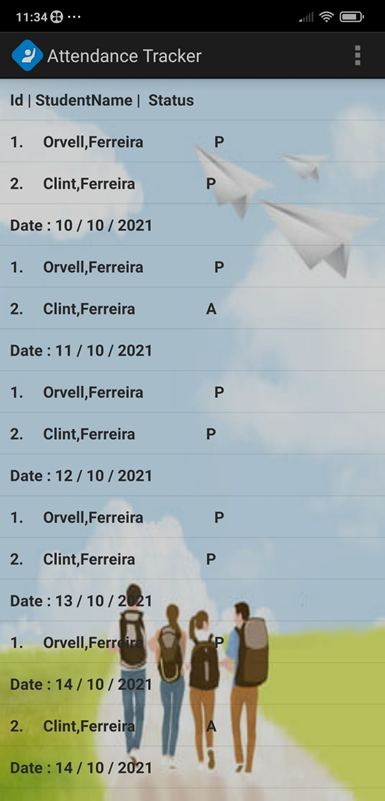 11:34
Attendance Tracker
Id | StudentName | Status
1. Orvell,Ferreira P
2. Clint,Ferreira P
Date : 10 / 10 / 2021
1. Orvell,Ferreira P
2. Clint,Ferreira A
Date : 11 / 10 / 2021
1. Orvell,Ferreira P
2. Clint,Ferreira P
Date : 12 / 10 / 2021
1. Orvell,Ferreira P
2. Clint,Ferreira P
Date : 13 / 10 / 2021
1. Orvell,Ferreira P
Date : 14 / 10 / 2021
2. Clint,Ferreira A
Date : 14 / 10 / 2021